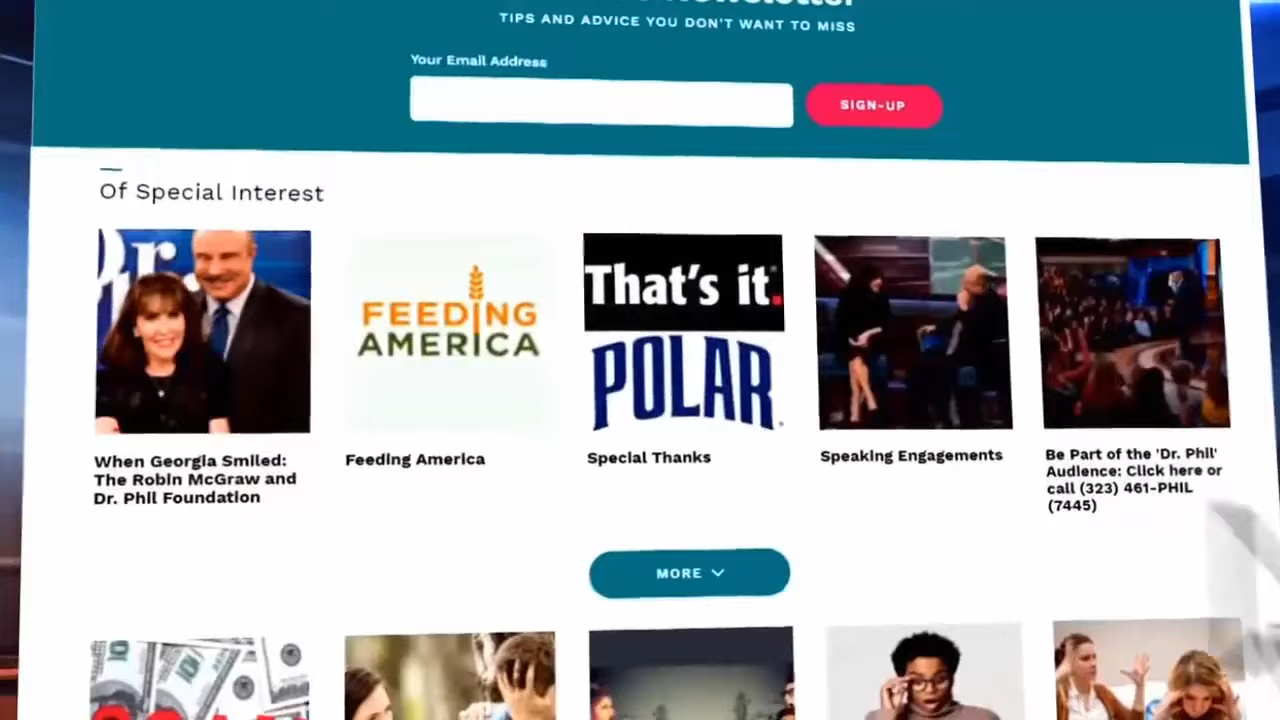 TIPS AND ADVICE YOU DON'T WANT TO MISS
Your Email Address
SIGN-UP
Of Special Interest
Dr.
FEEDING
AMERICA
That's it.
POLAR
When Georgia Smiled:
The Robin McGraw and
Dr. Phil Foundation
Feeding America
Special Thanks
Speaking Engagements
Be Part of the 'Dr. Phil'
Audience: Click here or
call (323) 461-PHIL
(7445)
MORE